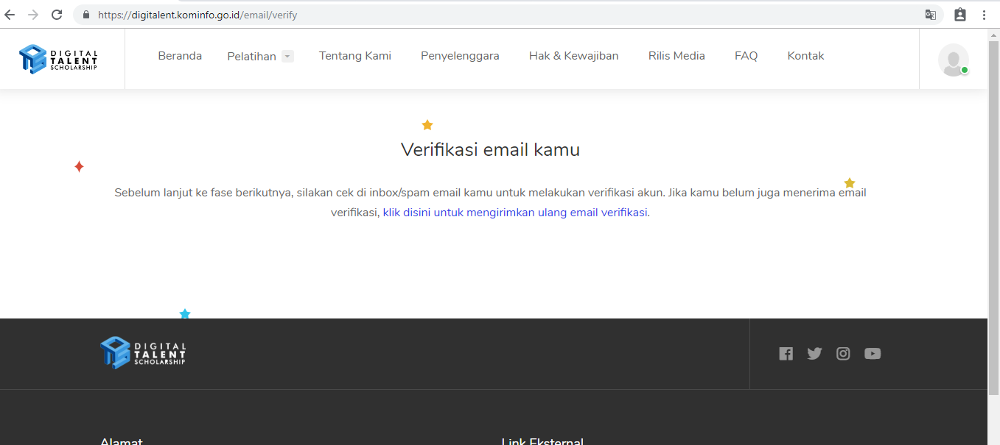 https://digitalent.kominfo.go.id/email/verify
DIGITAL
TALENT
SCHOLARSHIP
Beranda
Pelatihan
Tentang Kami
Penyelenggara
Hak & Kewajiban
Rilis Media
FAQ
Kontak
Verifikasi email kamu
Sebelum lanjut ke fase berikutnya, silakan cek di inbox/spam email kamu untuk melakukan verifikasi akun. Jika kamu belum juga menerima email
verifikasi, klik disini untuk mengirimkan ulang email verifikasi.
DIGITAL
TALENT
SCHOLARSHIP
Alamat
Link Eksternal